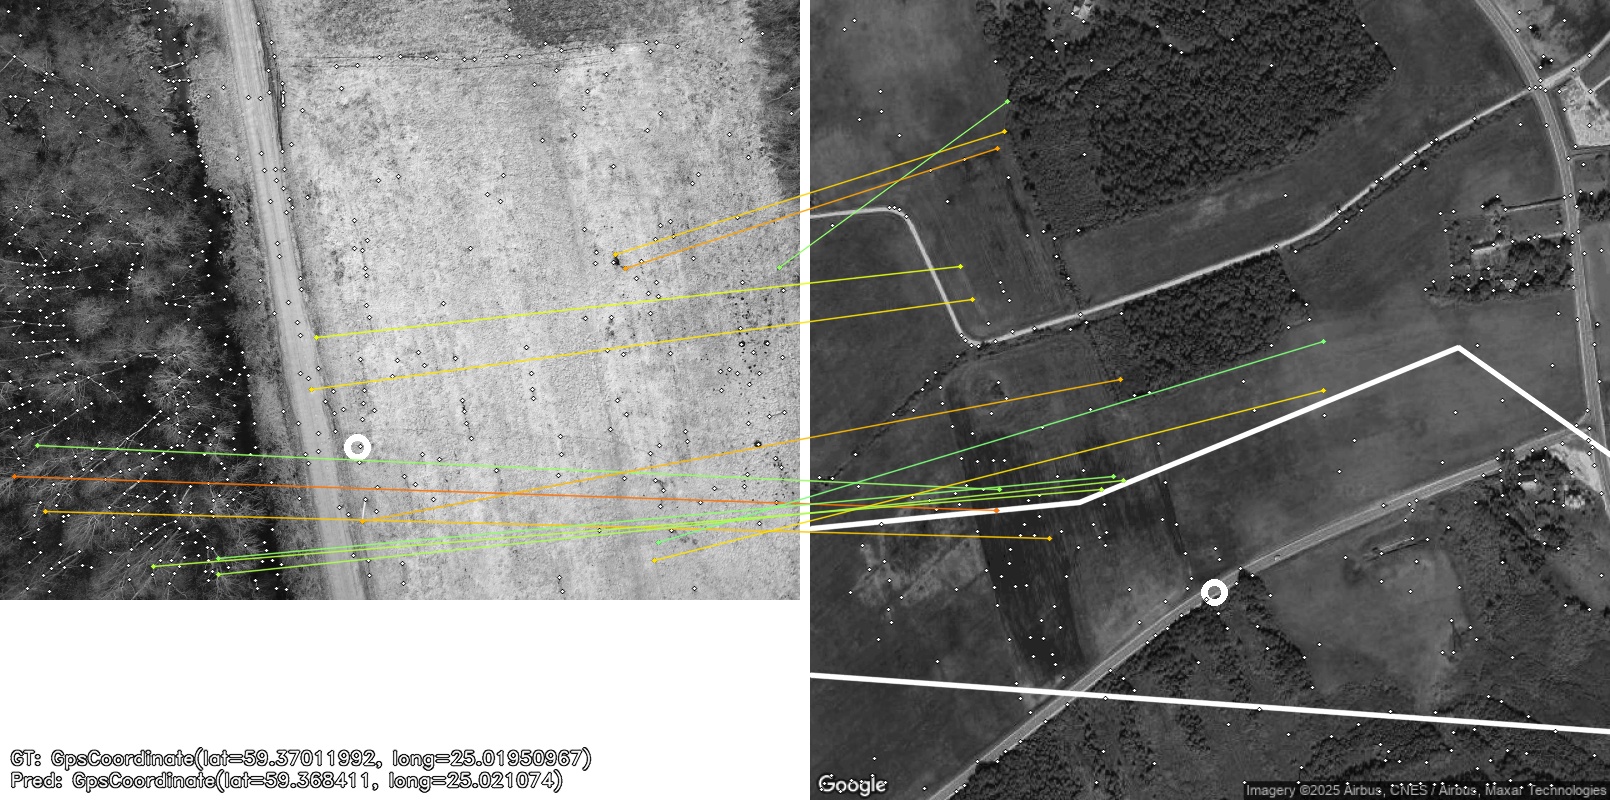 GT: GpsCoordinate(lat=59.37011992, long=25.01950967)
Pred: GpsCoordinate(lat=59.368411, long=25.021074)
Google
Imagery ©2025 Airbus, CNES / Airbus, Maxar Technologies